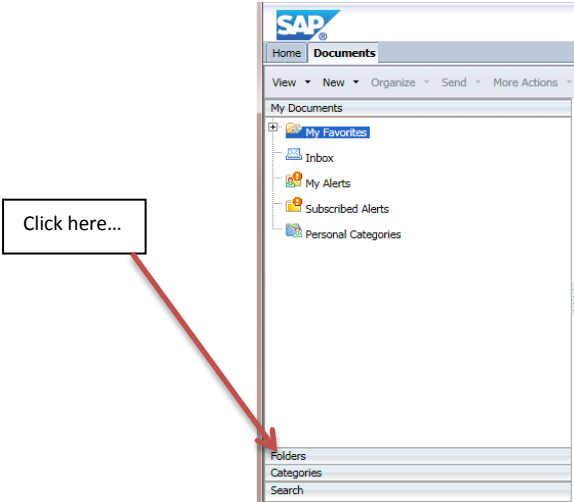 SAP
Home Documents
View New Organize Send More Actions
My Documents
My Favorites
Inbox
My Alerts
Subscribed Alerts
Personal Categories
Click here...
Folders
Categories
Search